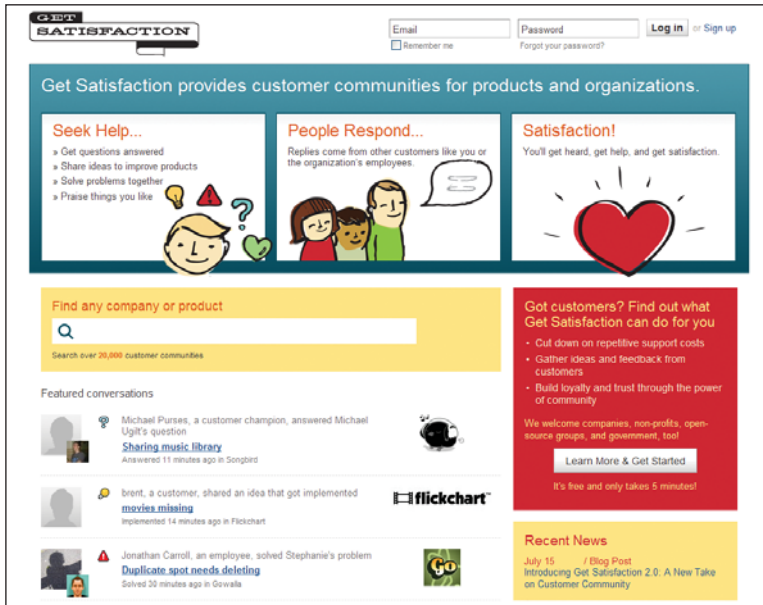 GET
SATISFACTION
Email
Password
Log in or Sign up
Remember me
Forgot your password?
Get Satisfaction provides customer communities for products and organizations.
Seek Help...
» Get questions answered
» Share ideas to improve products
» Solve problems together
» Praise things you like
People Respond...
Replies come from other customers like you or
the organization's employees.
Satisfaction!
You'll get heard, get help, and get satisfaction.
Find any company or product
Search over 20,000 customer communities
Featured conversations
Michael Purses, a customer champion, answered Michael
Ugilt's question
Sharing music library
Answered 11 minutes ago in Songbird
brent, a customer, shared an idea that got implemented
movies missing
Implemented 14 minutes ago in Flickchart
flickchart™
Jonathan Carroll, an employee, solved Stephanie's problem
Duplicate spot needs deleting
Solved 30 minutes ago in Gowalla
Go
Got customers? Find out what
Get Satisfaction can do for you
• Cut down on repetitive support costs
• Gather ideas and feedback from
customers
• Build loyalty and trust through the power
of community
We welcome companies, non-profits, open-
source groups, and government, too!
Learn More & Get Started
It's free and only takes 5 minutes!
Recent News
July 15 / Blog Post
Introducing Get Satisfaction 2.0: A New Take
on Customer Community